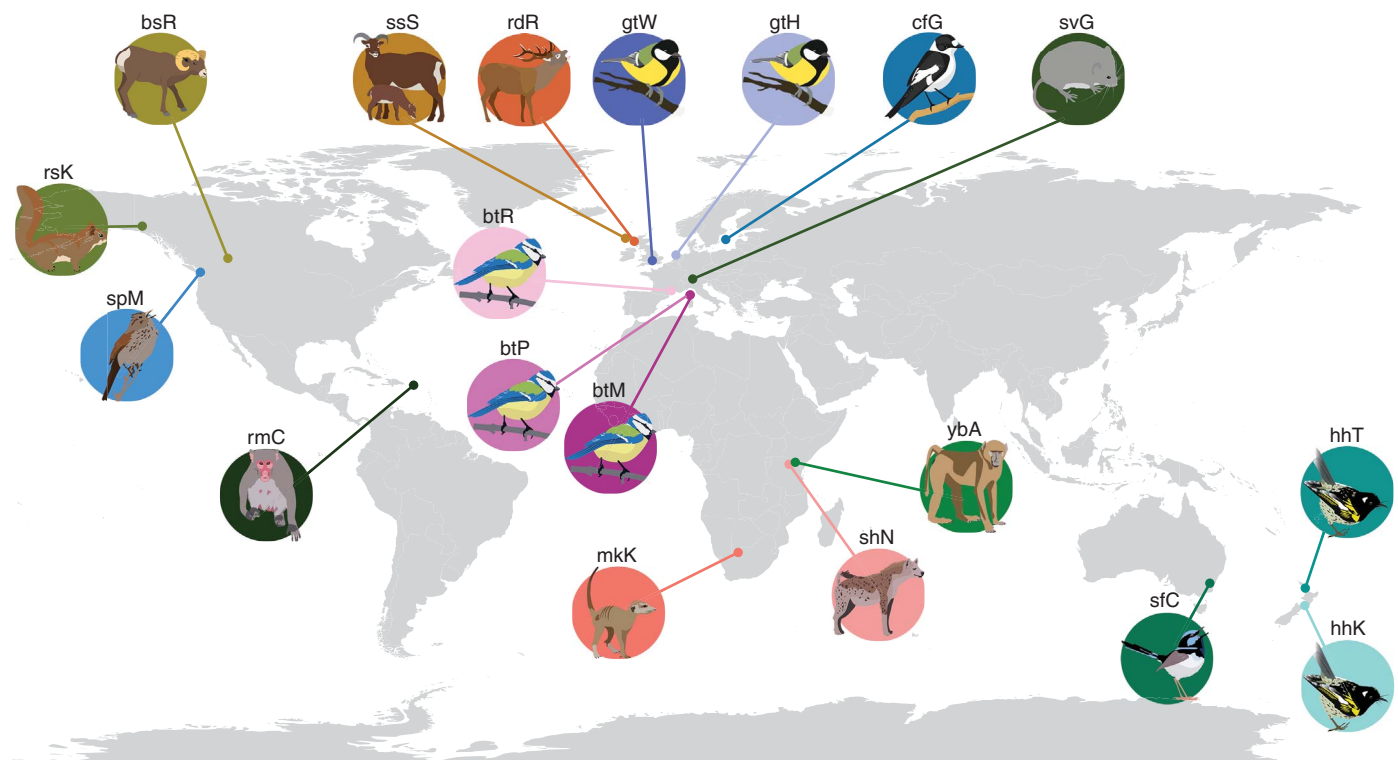 bsR
ssS
rdR
gtW
gtH
cfG
svG
rsK
btR
spM
btP
btM
rmC
ybA
hhT
mkK
shN
sfC
hhK